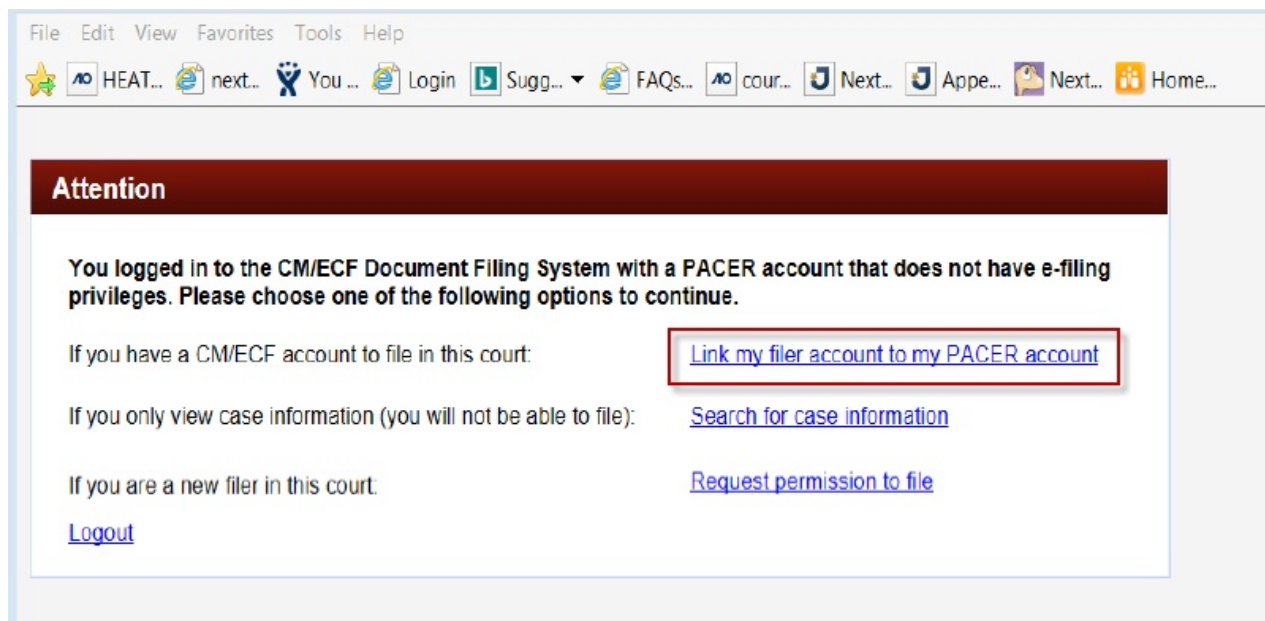 File Edit View Favorites Tools Help
HEAT... next... You ... Login Sugg... FAQs... cour... Next... Appe... Next... Home...
Attention
You logged in to the CM/ECF Document Filing System with a PACER account that does not have e-filing
privileges. Please choose one of the following options to continue.
If you have a CM/ECF account to file in this court: Link my filer account to my PACER account
If you only view case information (you will not be able to file): Search for case information
If you are a new filer in this court: Request permission to file
Logout